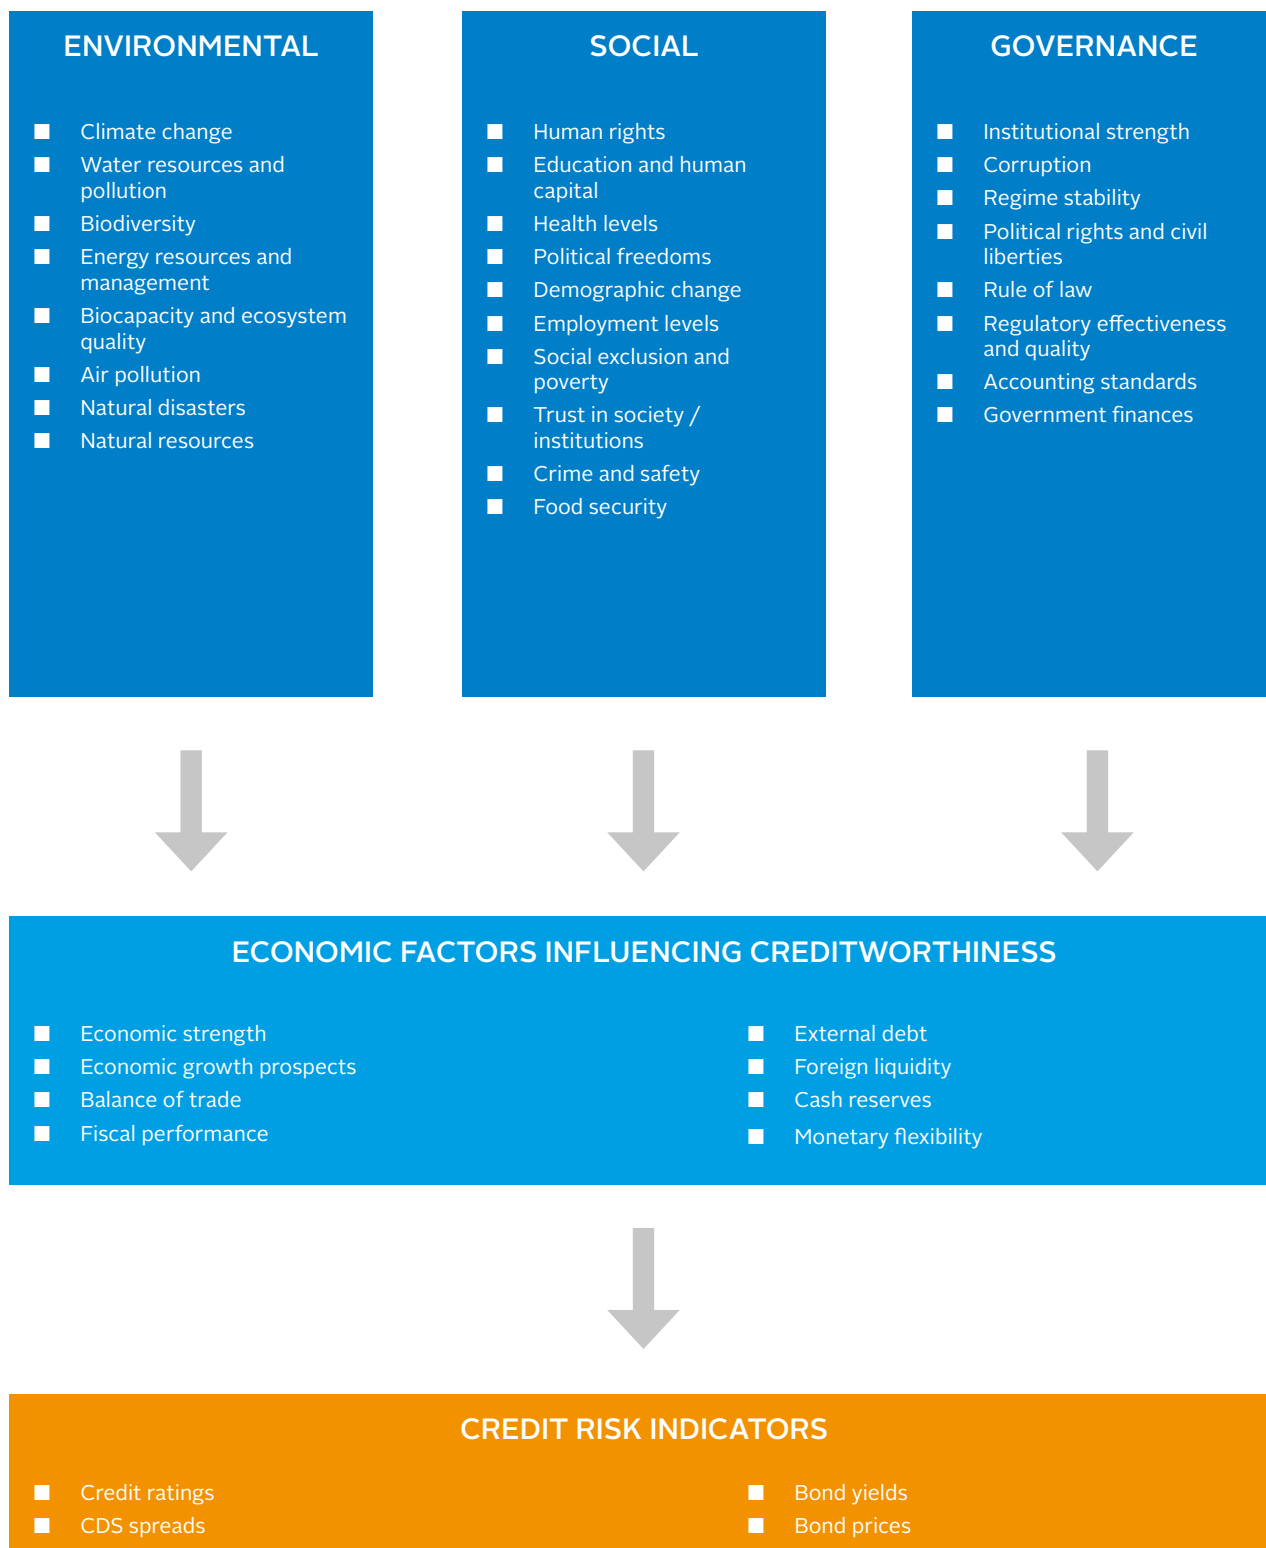 ENVIRONMENTAL
Climate change
Water resources and
pollution
Biodiversity
Energy resources and
management
Biocapacity and ecosystem
quality
Air pollution
Natural disasters
Natural resources
SOCIAL
Human rights
Education and human
capital
Health levels
Political freedoms
Demographic change
Employment levels
Social exclusion and
poverty
Trust in society /
institutions
Crime and safety
Food security
GOVERNANCE
Institutional strength
Corruption
Regime stability
Political rights and civil
liberties
Rule of law
Regulatory effectiveness
and quality
Accounting standards
Government finances
ECONOMIC FACTORS INFLUENCING CREDITWORTHINESS
Economic strength
Economic growth prospects
Balance of trade
Fiscal performance
External debt
Foreign liquidity
Cash reserves
Monetary flexibility
CREDIT RISK INDICATORS
Credit ratings
CDS spreads
Bond yields
Bond prices